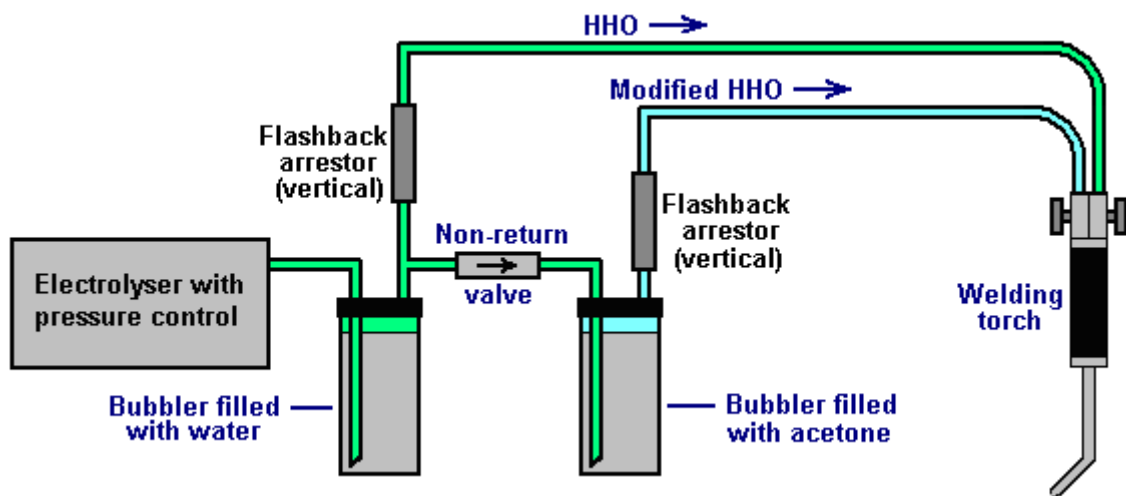 HHO
Modified HHO
Flashback
arrestor
(vertical)
Flashback
arrestor
(vertical)
Non-return
valve
Electrolyser with
pressure control
Welding
torch
Bubbler filled
with water
Bubbler filled
with acetone